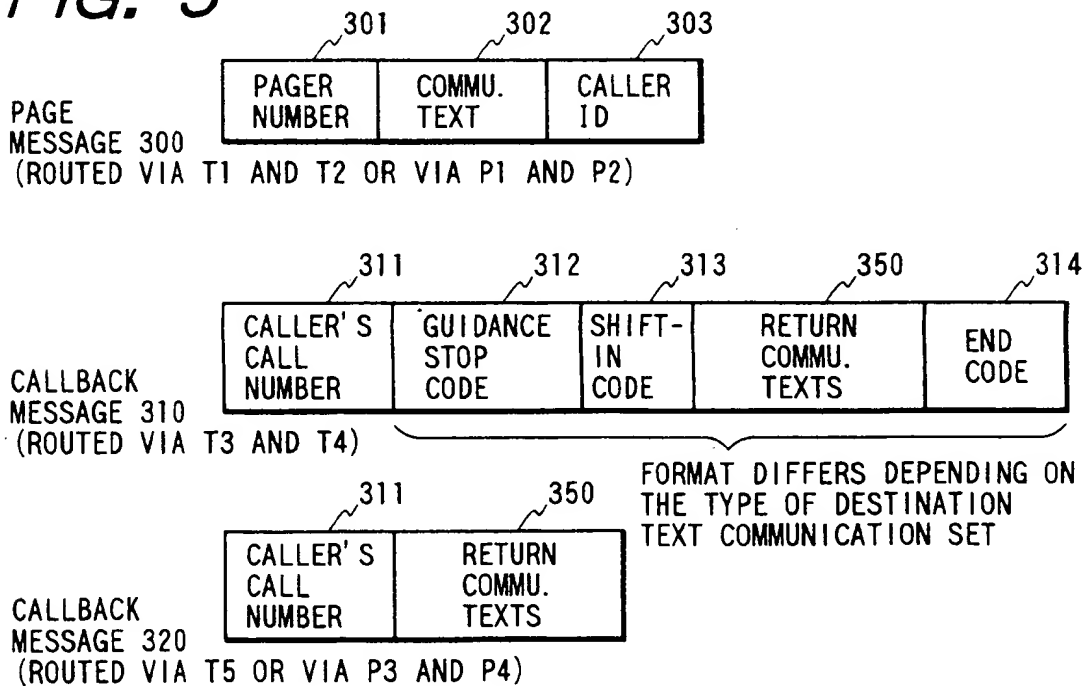 FIG.
301 302 303
PAGER NUMBER COMMU. TEXT CALLER ID
PAGE
MESSAGE 300
(ROUTED VIA T1 AND T2 OR VIA P1 AND P2)
311 312 313 350 314
CALLER'S CALL NUMBER GUIDANCE STOP CODE SHIFT-IN CODE RETURN COMMU. TEXTS END CODE
CALLBACK
MESSAGE 310
(ROUTED VIA T3 AND T4)
FORMAT DIFFERS DEPENDING ON
THE TYPE OF DESTINATION
TEXT COMMUNICATION SET
311 350
CALLER'S CALL NUMBER RETURN COMMU. TEXTS
CALLBACK
MESSAGE 320
(ROUTED VIA T5 OR VIA P3 AND P4)